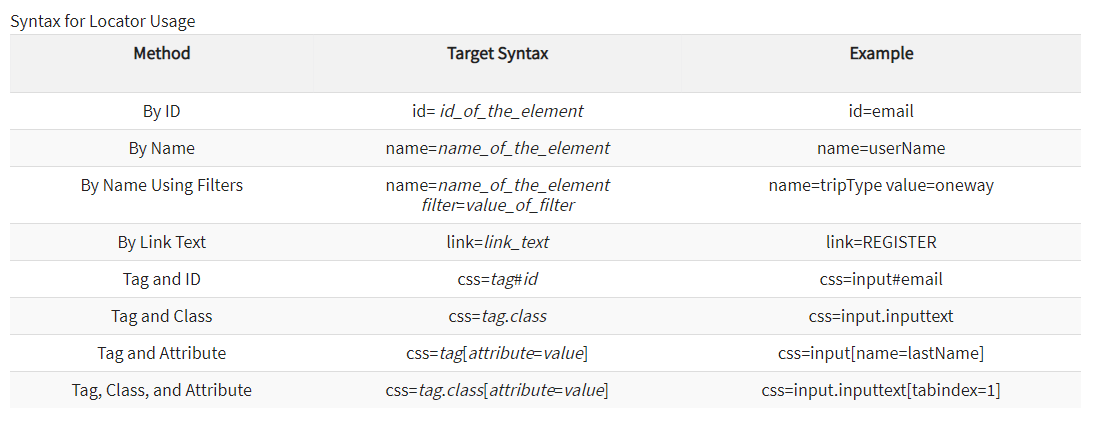 Syntax for Locator Usage
Method Target Syntax Example
By ID id= id_of_the_element id=email
By Name name=name_of_the_element name=userName
By Name Using Filters name=name_of_the_element name=tripType value=oneway
filter=value_of_filter
By Link Text link=link_text link=REGISTER
Tag and ID css=tag#id css=input#email
Tag and Class css=tag.class css=input.inputtext
Tag and Attribute css=tag[attribute=value] css=input[name=lastName]
Tag, Class, and Attribute css=tag.class[attribute=value] css=input.inputtext[tabindex=1]